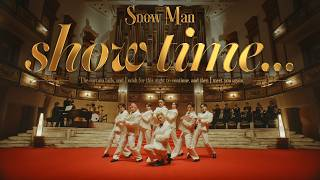 Snow Man
show time...
The curtain falls, and I wish for this night to continue, and then I meet you again.